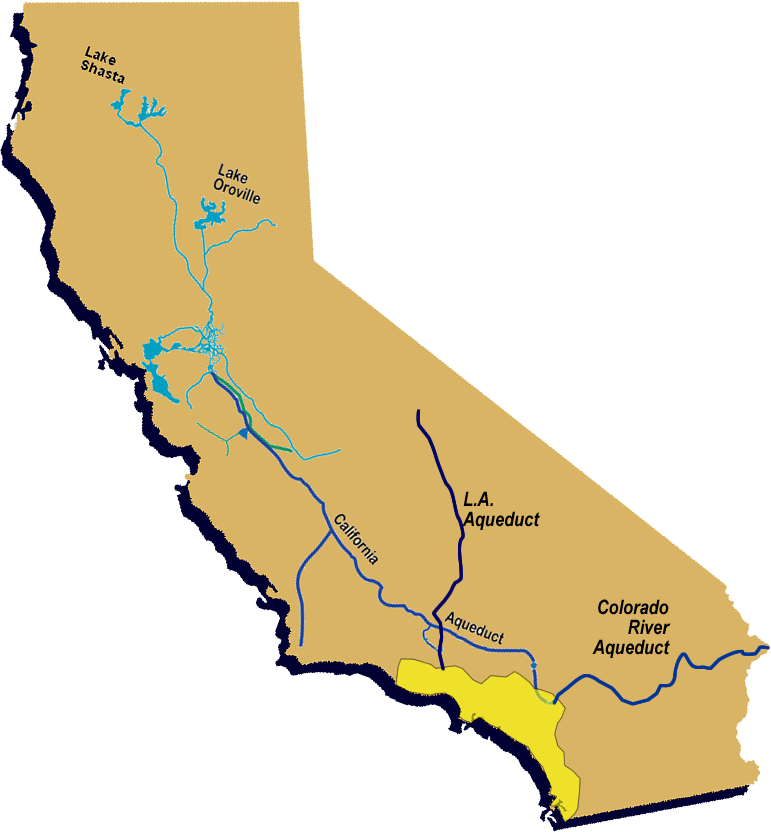 Lake
Shasta
Lake
Oroville
L.A.
Aqueduct
California
Aqueduct
Colorado
River
Aqueduct